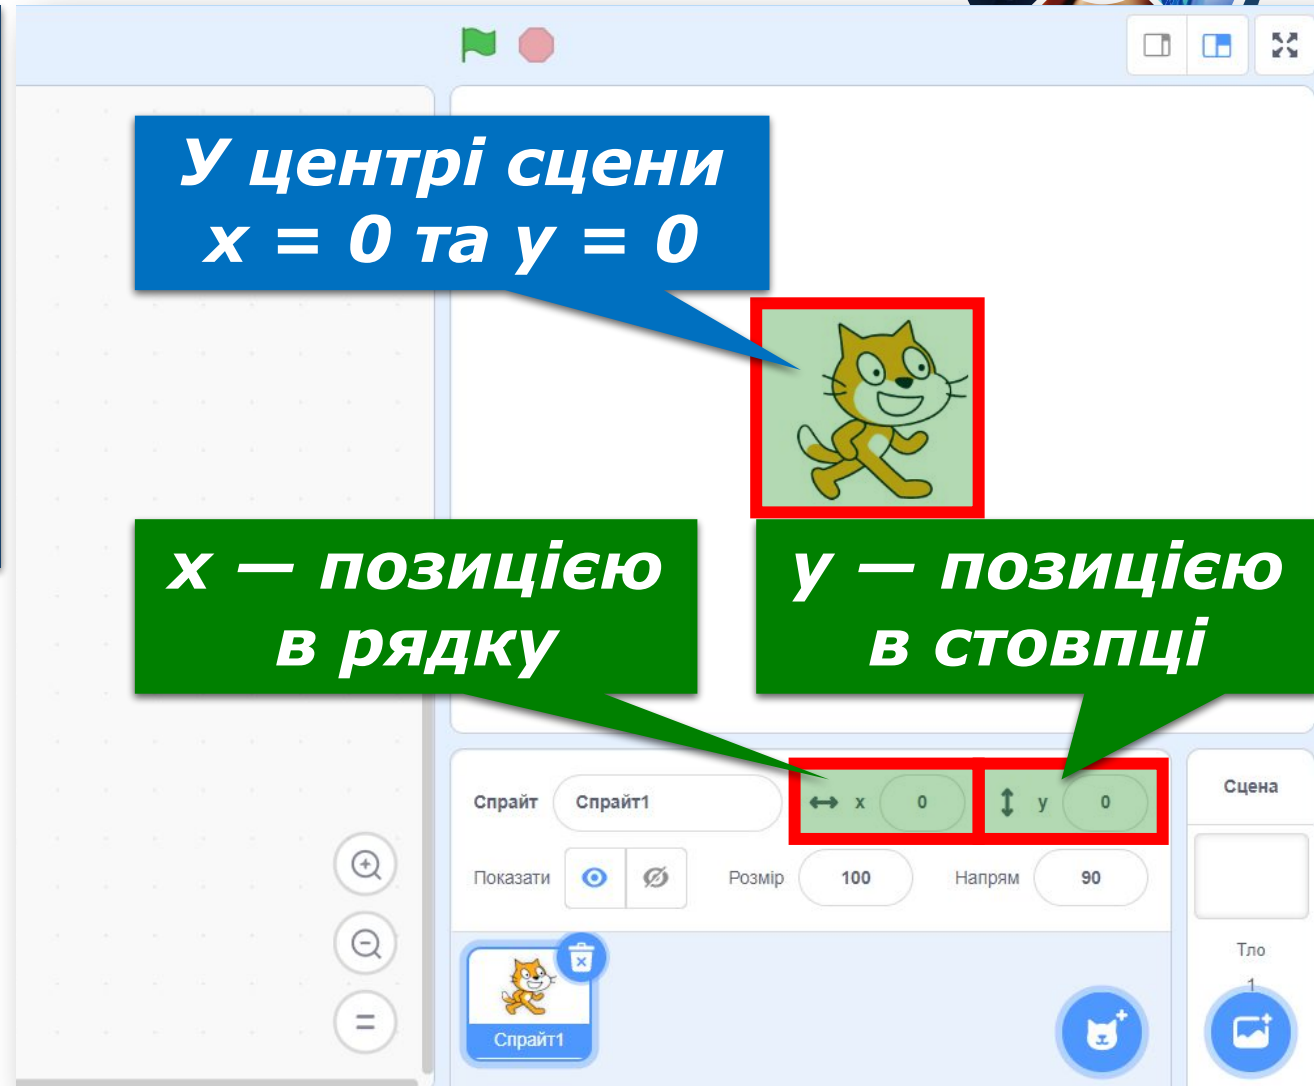 У центрі сцени
x = 0 та y = 0
x — позицією
в рядку
y — позицією
в стовпці
Спрайт Спрайт1 x 0 y 0
Сцена
Показати Розмір 100 Напрям 90
Тло
1
Спрайт1